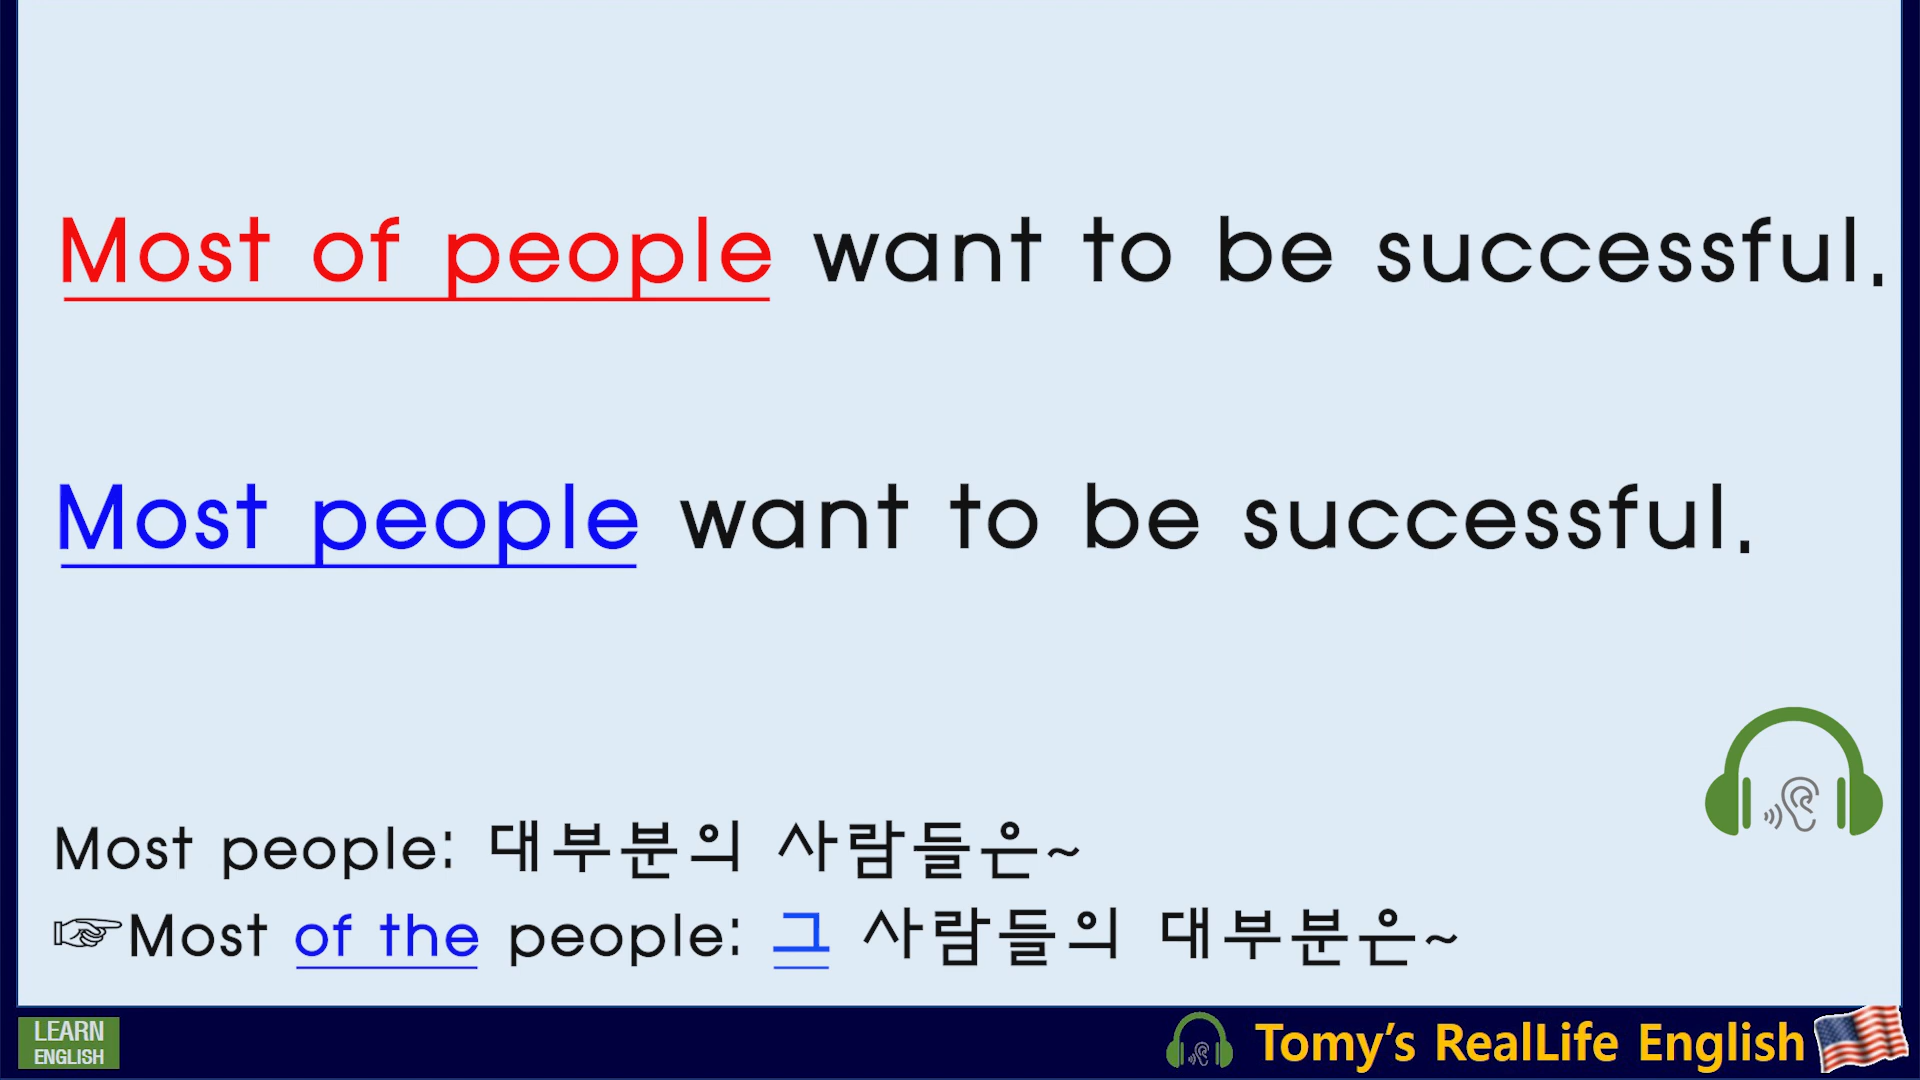 Most of people want to be successful.
Most people want to be successful.
Most people: 대부분의 사람들은~
☞Most of the people: 그 사람들의 대부분은~
LEARN
ENGLISH
Tomy's RealLife English